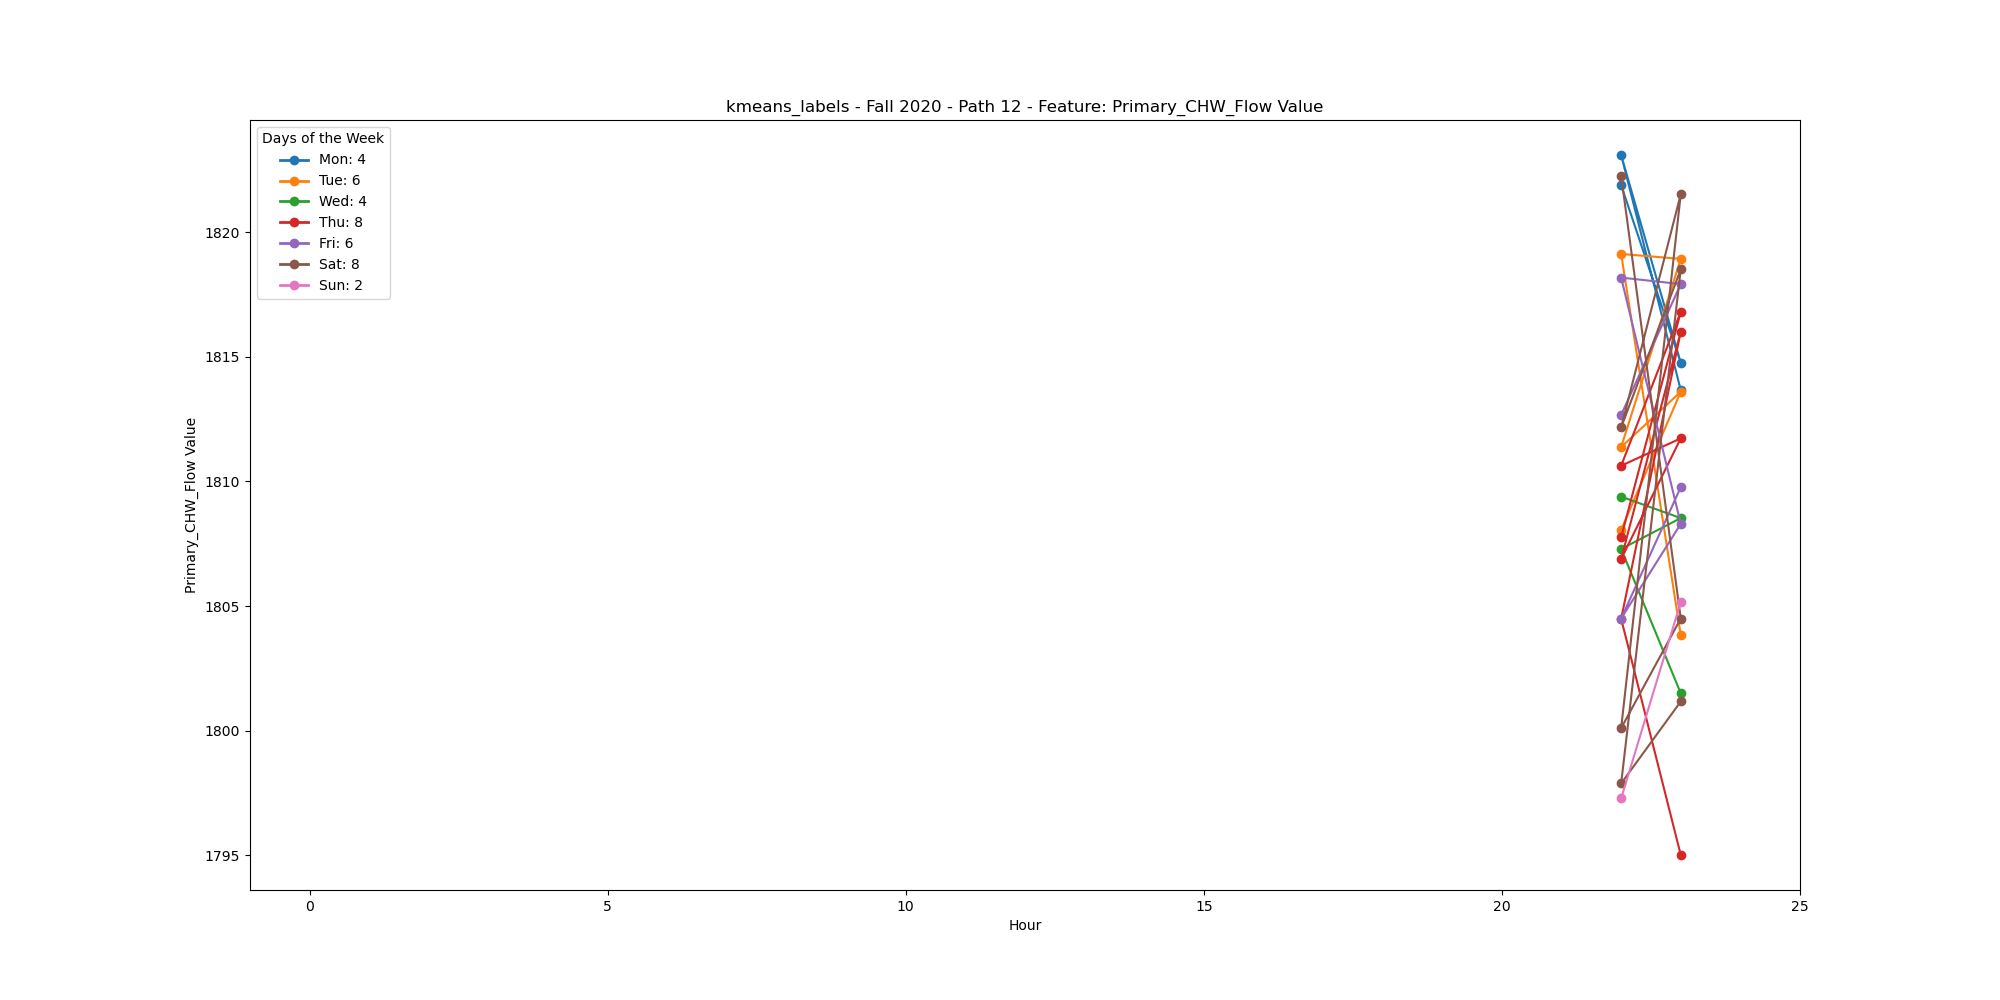 kmeans_labels - Fall 2020 - Path 12 - Feature: Primary_CHW_Flow Value
Days of the Week
Mon: 4
Tue: 6
Wed: 4
Thu: 8
Fri: 6
Sat: 8
Sun: 2
Primary_CHW_Flow Value
1820
1815
1810
1805
1800
1795
0 5 10 15 20 25
Hour